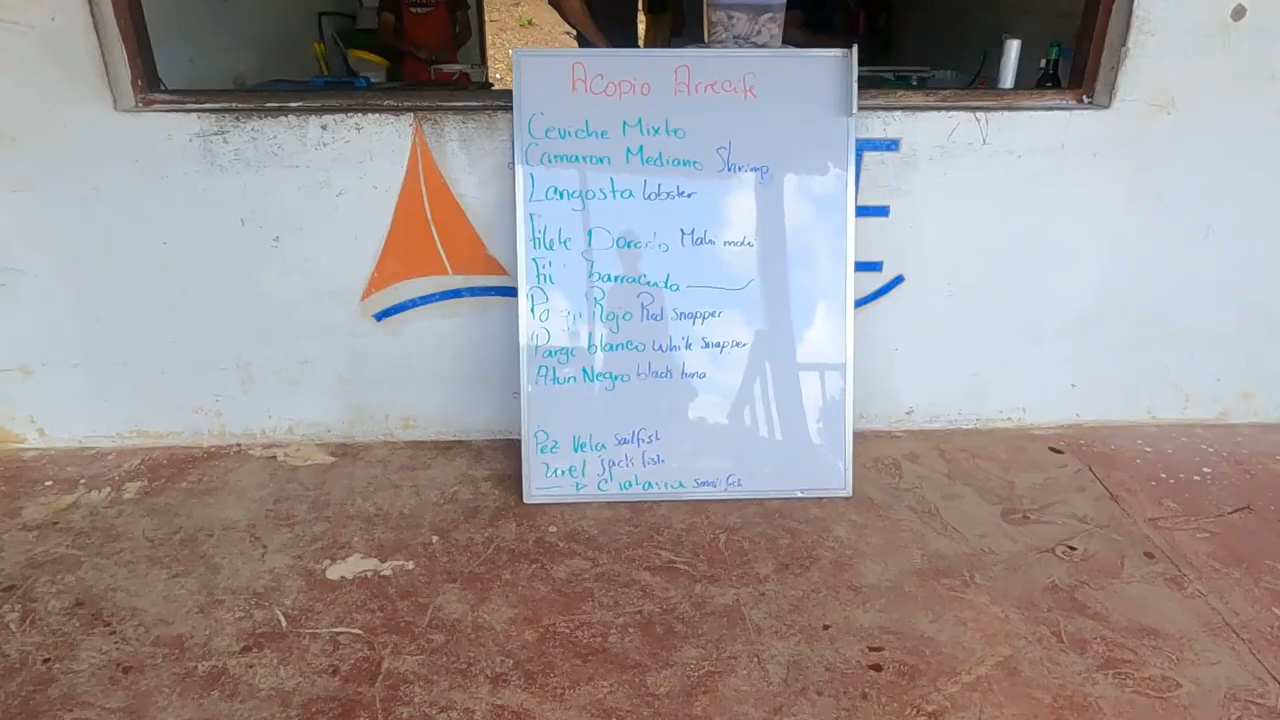 Acopio Arrecife
Ceviche Mixto
Camaron Mediano Shrimp
Langosta lobster
filete Dorado Mahi mahi
Fil barracuda
Rojo Red snapper
Pargo blanco white snapper
Atun Negro black tuna
Pez Vela Sailfish
Jurel Jack fish
small fish
E